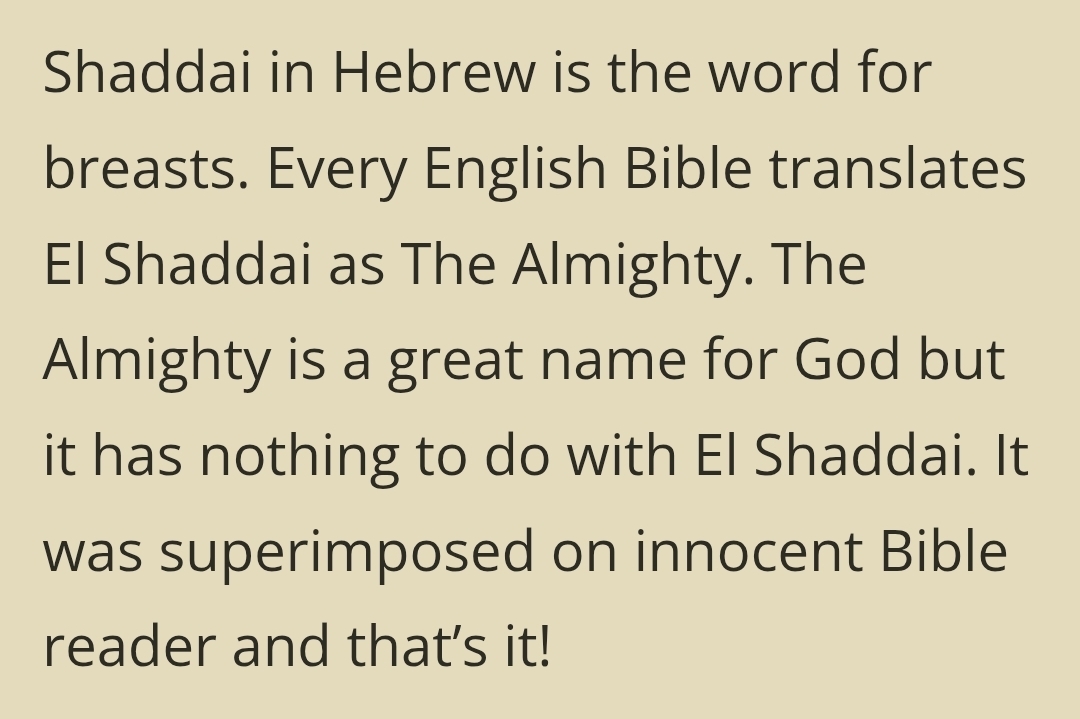 Shaddai in Hebrew is the word for
breasts. Every English Bible translates
El Shaddai as The Almighty. The
Almighty is a great name for God but
it has nothing to do with El Shaddai. It
was superimposed on innocent Bible
reader and that’s it!